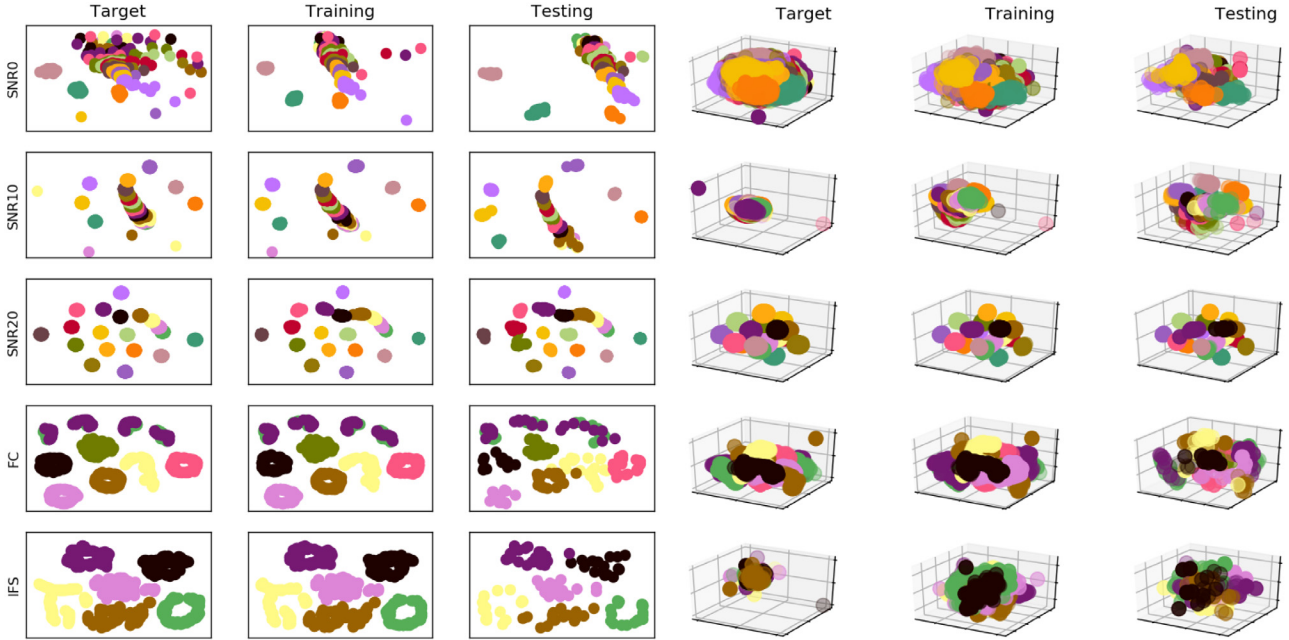 Target Training Testing Target Training Testing
SNR0
SNR10
SNR20
FC
IFS